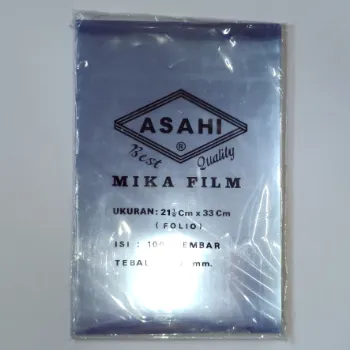 ASAHI
®
Best Quality
MIKA FILM
UKURAN: 21½ Cm x 33 Cm
( FOLIO )
ISI : 100 LEMBAR
TEBAL mm.